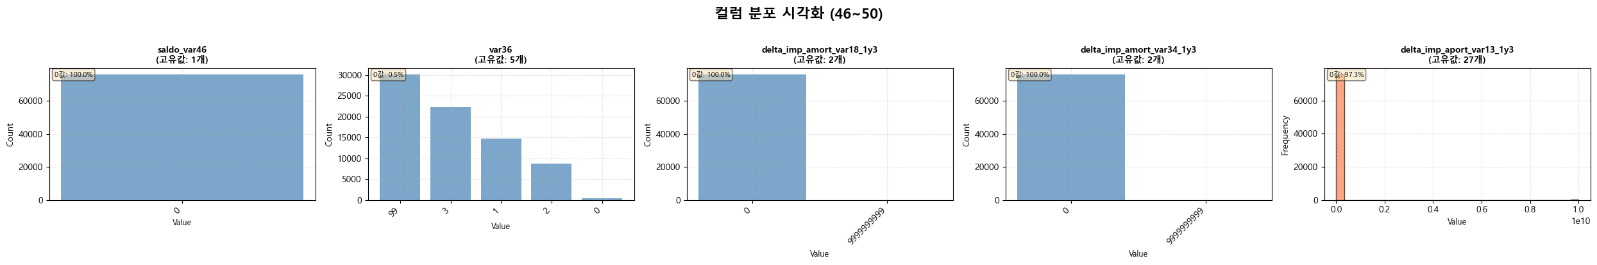 컬럼 분포 시각화 (46~50)
saldo_var46
(고유값: 1개)
0값: 100.0%
60000
40000
20000
0
Count
0
Value
var36
(고유값: 5개)
0값: 0.5%
30000
25000
20000
15000
10000
5000
0
Count
99
3
1
2
0
Value
delta_imp_amort_var18_1y3
(고유값: 2개)
0값: 100.0%
60000
40000
20000
0
Count
0
9999999999
Value
delta_imp_amort_var34_1y3
(고유값: 2개)
0값: 100.0%
60000
40000
20000
0
Count
0
9999999999
Value
delta_imp_aport_var13_1y3
(고유값: 27개)
0값: 97.3%
80000
60000
40000
20000
0
Frequency
0.0
0.2
0.4
0.6
0.8
1.0
1e10
Value